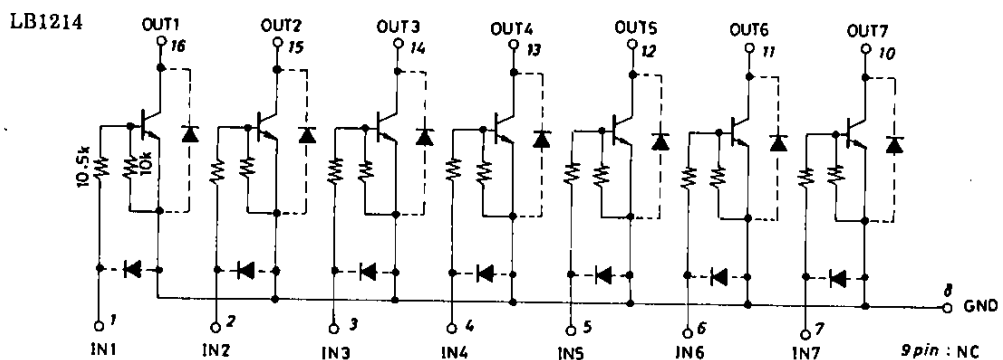 LB1214
OUT1 OUT2 OUT3 OUT4 OUT5 OUT6 OUT7
16 15 14 13 12 11 10
10.5k 10k
8 GND
1 2 3 4 5 6 7
IN1 IN2 IN3 IN4 IN5 IN6 IN7
9pin : NC